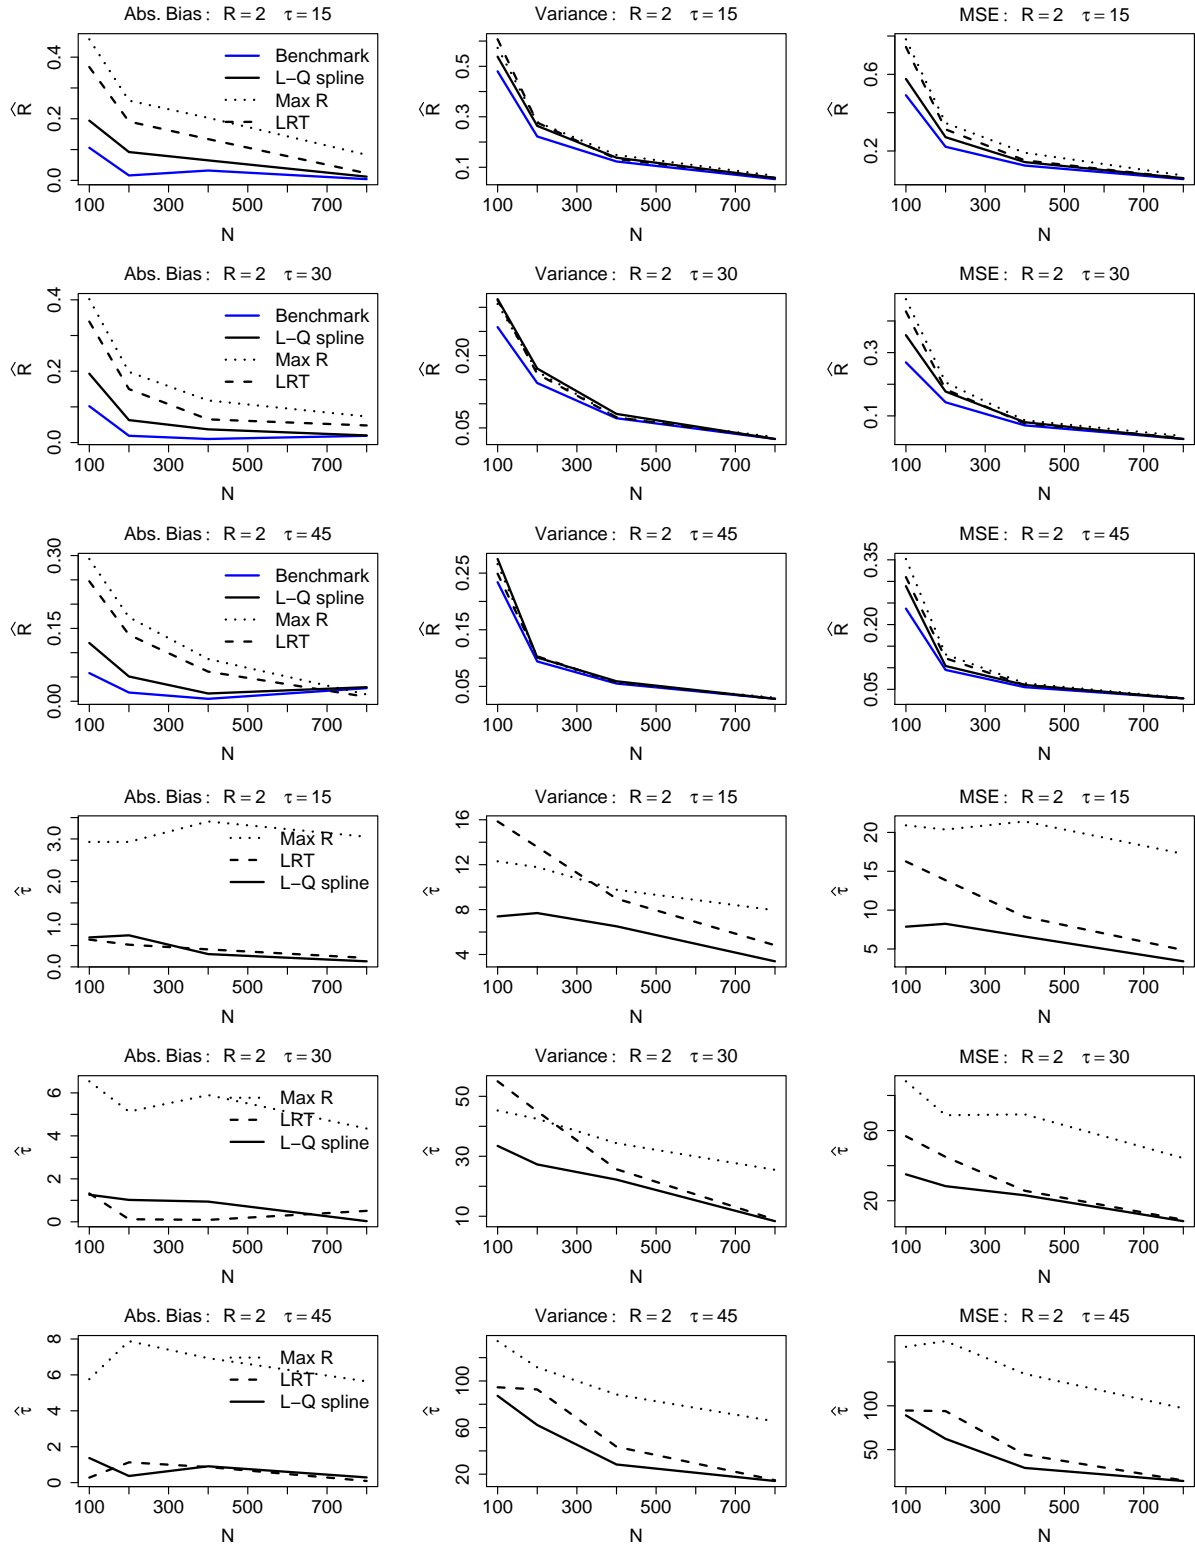 Abs. Bias : R = 2 τ = 15
R̂
0.4
0.2
0.0
Benchmark
L−Q spline
Max R
LRT
100 300 500 700
N
Variance : R = 2 τ = 15
R̂
0.5
0.3
0.1
100 300 500 700
N
MSE : R = 2 τ = 15
R̂
0.6
0.2
100 300 500 700
N
Abs. Bias : R = 2 τ = 30
R̂
0.4
0.2
0.0
Benchmark
L−Q spline
Max R
LRT
100 300 500 700
N
Variance : R = 2 τ = 30
R̂
0.20
0.05
100 300 500 700
N
MSE : R = 2 τ = 30
R̂
0.3
0.1
100 300 500 700
N
Abs. Bias : R = 2 τ = 45
R̂
0.30
0.15
0.00
Benchmark
L−Q spline
Max R
LRT
100 300 500 700
N
Variance : R = 2 τ = 45
R̂
0.25
0.15
0.05
100 300 500 700
N
MSE : R = 2 τ = 45
R̂
0.35
0.20
0.05
100 300 500 700
N
Abs. Bias : R = 2 τ = 15
τ̂
3.0
2.0
1.0
0.0
Max R
LRT
L−Q spline
100 300 500 700
N
Variance : R = 2 τ = 15
τ̂
16
12
8
4
100 300 500 700
N
MSE : R = 2 τ = 15
τ̂
20
15
10
5
100 300 500 700
N
Abs. Bias : R = 2 τ = 30
τ̂
6
4
2
0
Max R
LRT
L−Q spline
100 300 500 700
N
Variance : R = 2 τ = 30
τ̂
50
30
10
100 300 500 700
N
MSE : R = 2 τ = 30
τ̂
60
20
100 300 500 700
N
Abs. Bias : R = 2 τ = 45
τ̂
8
6
4
2
0
Max R
LRT
L−Q spline
100 300 500 700
N
Variance : R = 2 τ = 45
τ̂
100
60
20
100 300 500 700
N
MSE : R = 2 τ = 45
τ̂
100
50
100 300 500 700
N